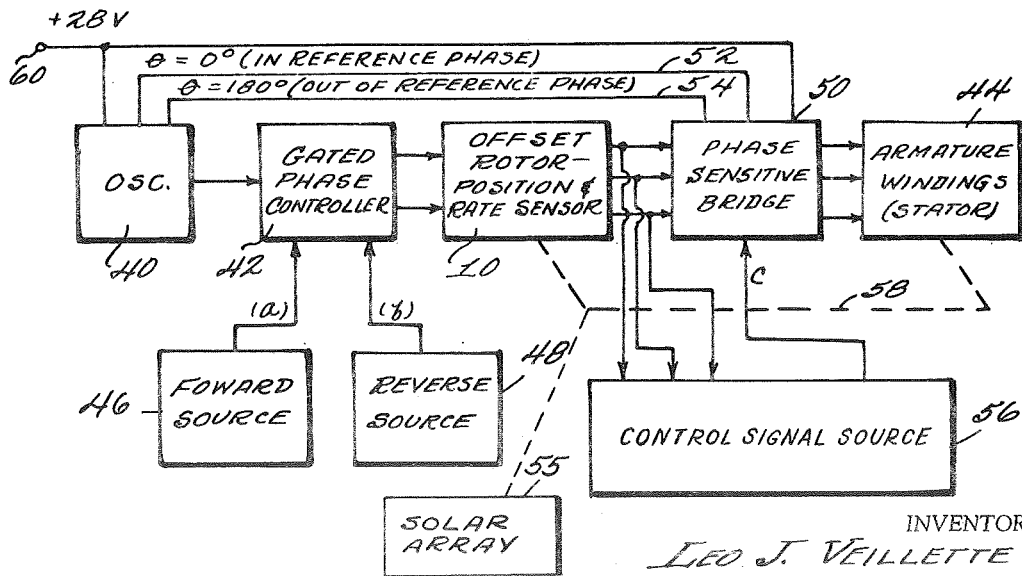 +28V
60
θ = 0° (IN REFERENCE PHASE)
52
θ = 180° (OUT OF REFERENCE PHASE)
54
50
44
OSC.
40
GATED
PHASE
CONTROLLER
42
OFFSET
ROTOR-
POSITION &
RATE SENSOR
10
PHASE
SENSITIVE
BRIDGE
ARMATURE
WINDINGS
(STATOR)
(a)
(b)
C
58
FOWARD
SOURCE
46
REVERSE
SOURCE
48
CONTROL SIGNAL SOURCE
56
55
SOLAR
ARRAY
INVENTOR
LEO J. VEILLETTE